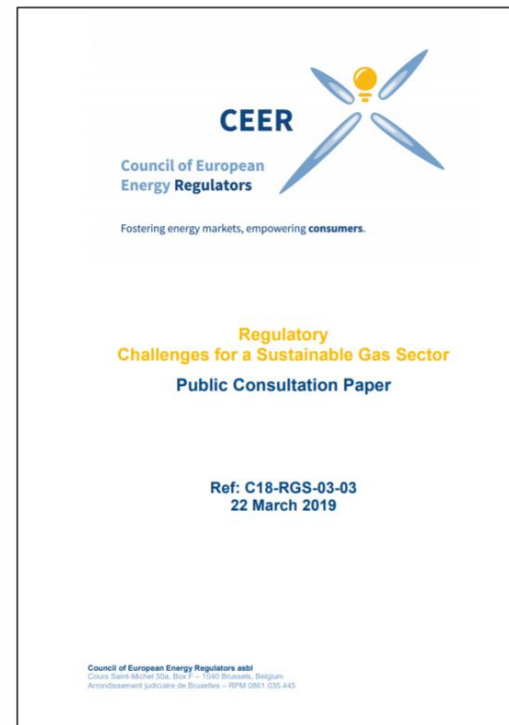 CEER
Council of European
Energy Regulators
Fostering energy markets, empowering consumers.
Regulatory
Challenges for a Sustainable Gas Sector
Public Consultation Paper
Ref: C18-RGS-03-03
22 March 2019
Council of European Energy Regulators asbl
Cours Saint-Michel 30a, Box F – 1040 Brussels, Belgium
Arrondissement judiciaire de Bruxelles – RPM 0861.035.445